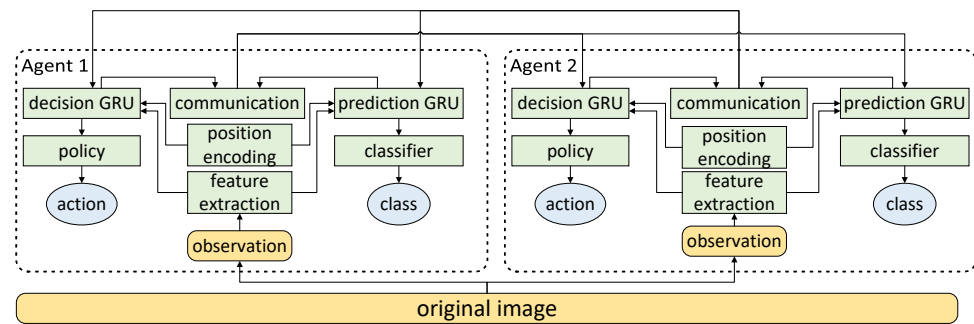 Agent 1
decision GRU
communication
prediction GRU
position
encoding
policy
classifier
feature
extraction
action
class
observation
Agent 2
decision GRU
communication
prediction GRU
position
encoding
policy
classifier
feature
extraction
action
class
observation
original image